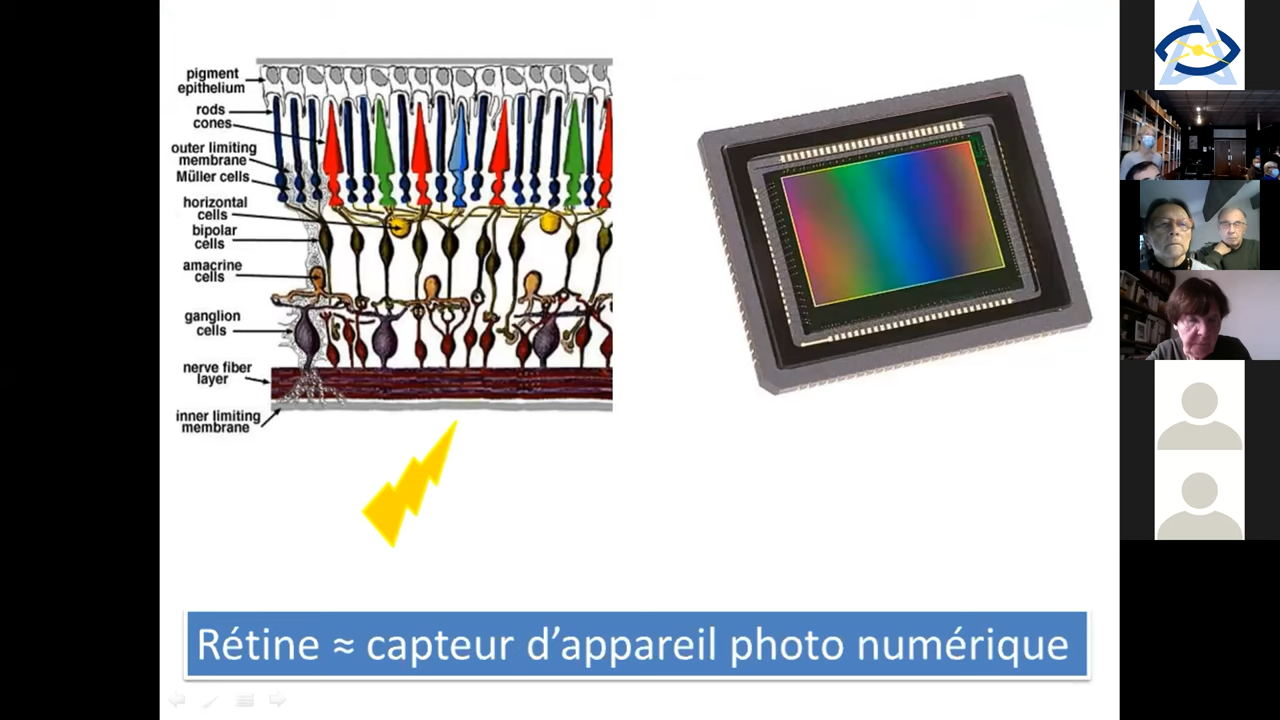 pigment
epithelium
rods
cones
outer limiting
membrane
Müller cells
horizontal
cells
bipolar
cells
amacrine
cells
ganglion
cells
nerve fiber
layer
inner limiting
membrane
Rétine ≈ capteur d’appareil photo numérique